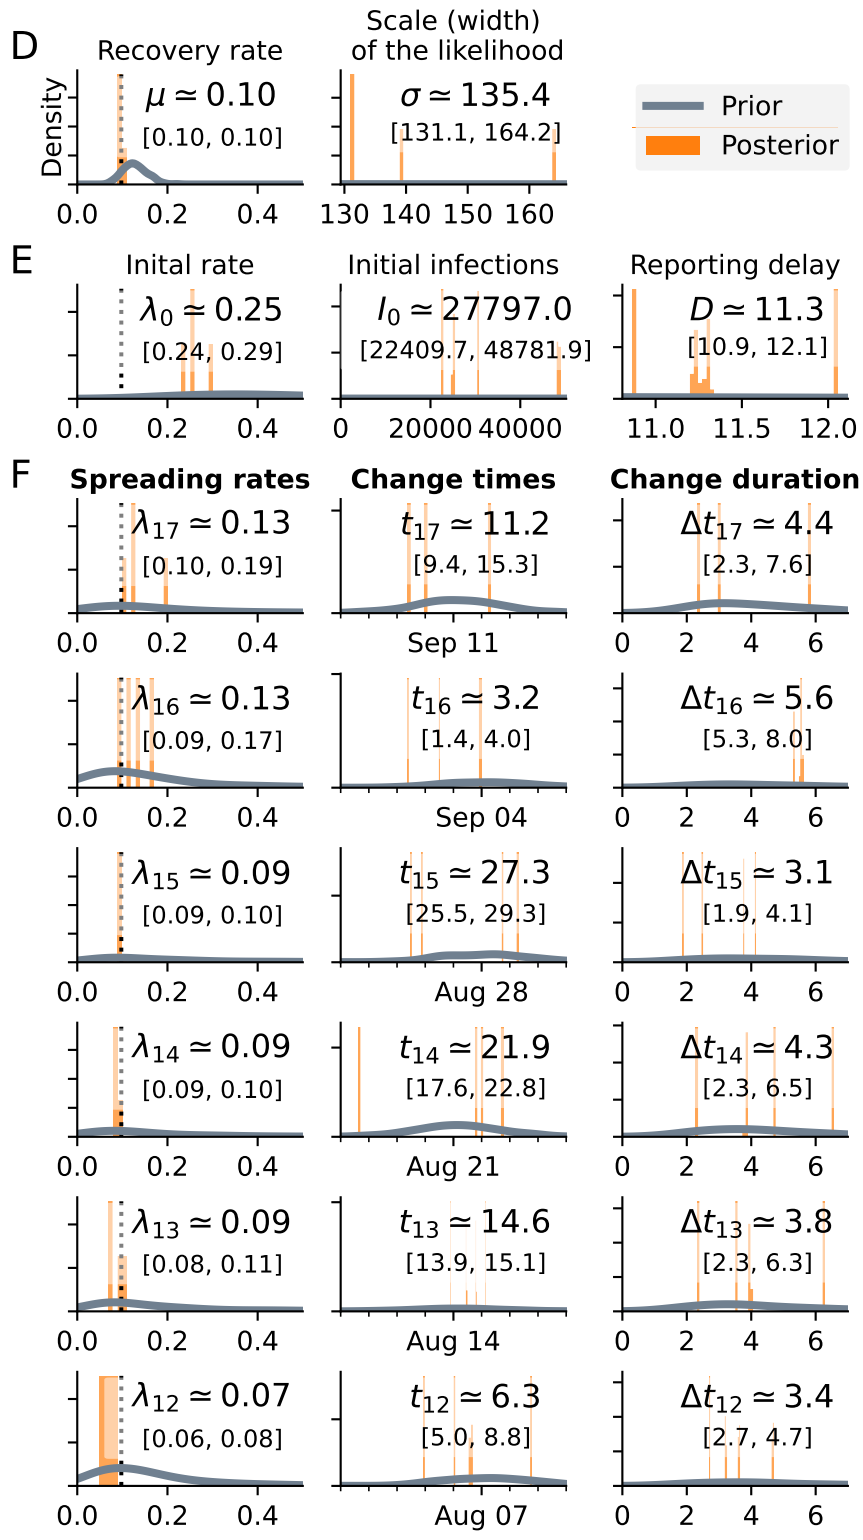 D
Recovery rate
Scale (width)
of the likelihood
Density
μ ≃ 0.10
[0.10, 0.10]
σ ≃ 135.4
[131.1, 164.2]
Prior
Posterior
0.0 0.2 0.4
130 140 150 160
E
Inital rate
Initial infections
Reporting delay
λ0 ≃ 0.25
[0.24, 0.29]
I0 ≃ 27797.0
[22409.7, 48781.9]
D ≃ 11.3
[10.9, 12.1]
0.0 0.2 0.4
0 20000 40000
11.0 11.5 12.0
F
Spreading rates
Change times
Change duration
λ17 ≃ 0.13
[0.10, 0.19]
t17 ≃ 11.2
[9.4, 15.3]
Δt17 ≃ 4.4
[2.3, 7.6]
0.0 0.2 0.4
Sep 11
0 2 4 6
λ16 ≃ 0.13
[0.09, 0.17]
t16 ≃ 3.2
[1.4, 4.0]
Δt16 ≃ 5.6
[5.3, 8.0]
0.0 0.2 0.4
Sep 04
0 2 4 6
λ15 ≃ 0.09
[0.09, 0.10]
t15 ≃ 27.3
[25.5, 29.3]
Δt15 ≃ 3.1
[1.9, 4.1]
0.0 0.2 0.4
Aug 28
0 2 4 6
λ14 ≃ 0.09
[0.09, 0.10]
t14 ≃ 21.9
[17.6, 22.8]
Δt14 ≃ 4.3
[2.3, 6.5]
0.0 0.2 0.4
Aug 21
0 2 4 6
λ13 ≃ 0.09
[0.08, 0.11]
t13 ≃ 14.6
[13.9, 15.1]
Δt13 ≃ 3.8
[2.3, 6.3]
0.0 0.2 0.4
Aug 14
0 2 4 6
λ12 ≃ 0.07
[0.06, 0.08]
t12 ≃ 6.3
[5.0, 8.8]
Δt12 ≃ 3.4
[2.7, 4.7]
0.0 0.2 0.4
Aug 07
0 2 4 6